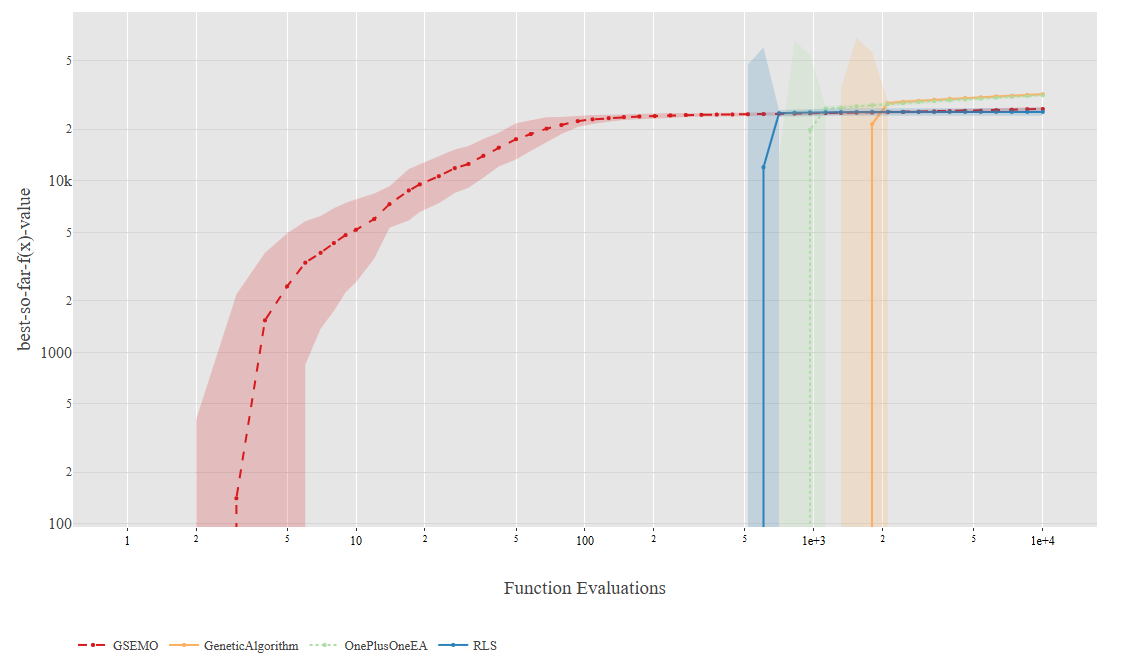 best-so-far-f(x)-value
5
2
10k
5
2
1000
5
2
100
1 2 5 10 2 5 100 2 5 1e+3 2 5 1e+4
Function Evaluations
GSEMO GeneticAlgorithm OnePlusOneEA RLS